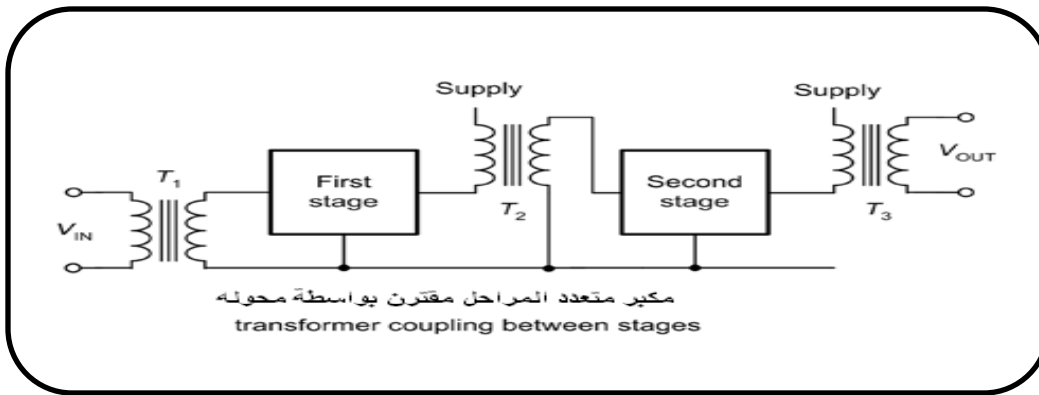 Supply
Supply
T1
First stage
T2
Second stage
T3
VIN
VOUT
مكبر متعدد المراحل مقترن بواسطة محوله
transformer coupling between stages